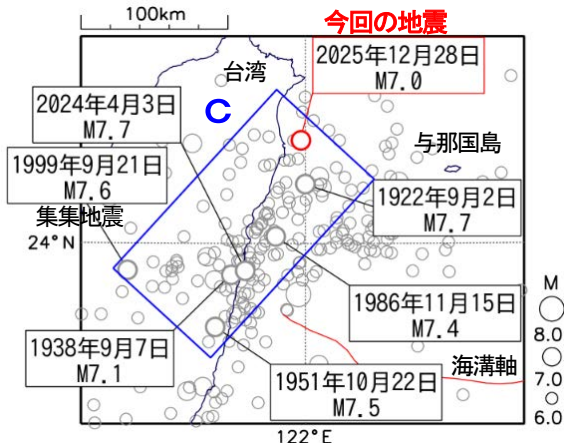 100km
今回の地震
2025年12月28日
M7.0
台湾
C
2024年4月3日
M7.7
与那国島
1999年9月21日
M7.6
集集地震
1922年9月2日
M7.7
24°N
1986年11月15日
M7.4
1938年9月7日
M7.1
海溝軸
1951年10月22日
M7.5
M
8.0
7.0
6.0
122°E